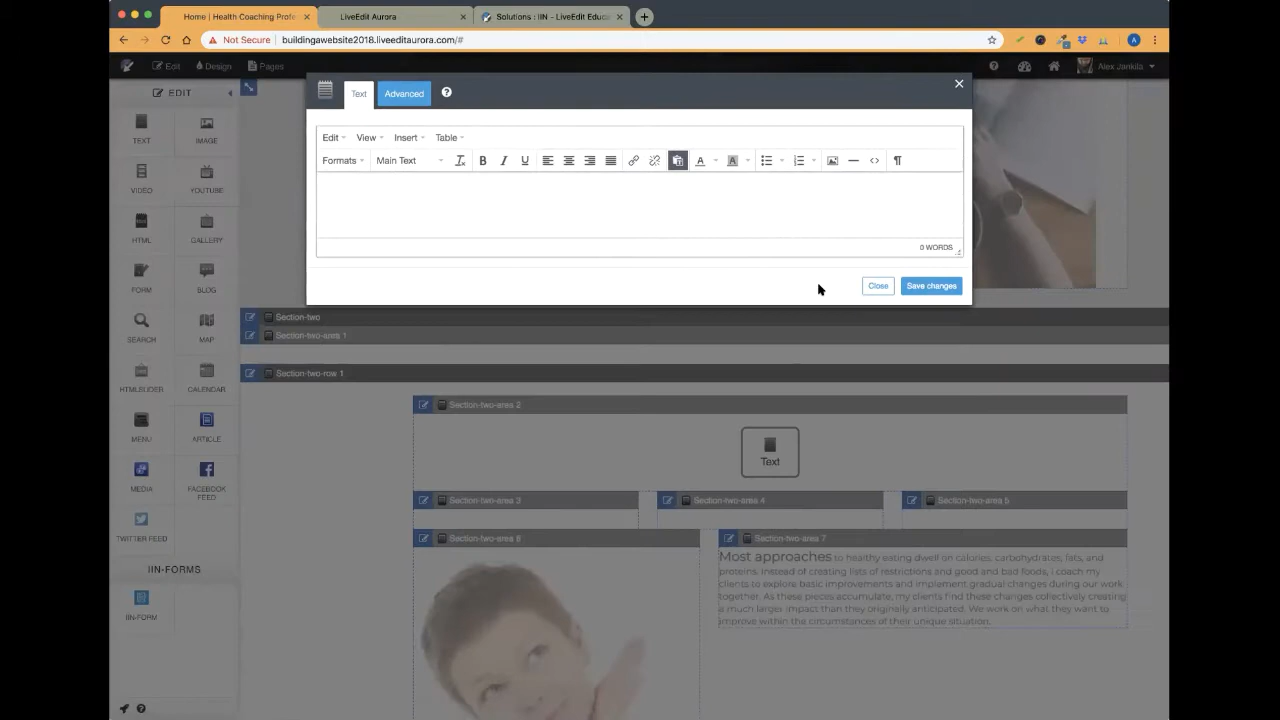 Home | Health Coaching Profe
LiveEdit Aurora
Solutions : IIN - LiveEdit Educa
Not Secure | buildingawebsite2018.liveeditaurora.com/#
Edit
Design
Pages
Alex Jankila
EDIT
Text
Advanced
TEXT
IMAGE
VIDEO
YOUTUBE
HTML
GALLERY
FORM
BLOG
SEARCH
MAP
HTMLSLIDER
CALENDAR
MENU
ARTICLE
MEDIA
FACEBOOK
FEED
TWITTER FEED
IIN-FORMS
IIN-FORM
Edit View Insert Table
Formats Main Text
0 WORDS
Close
Save changes
Section-two
Section-two-area 1
Section-two-row 1
Section-two-area 2
Text
Section-two-area 3
Section-two-area 4
Section-two-area 5
Section-two-area 6
Section-two-area 7
Most approaches to healthy eating dwell on calories, carbohydrates, fats, and
proteins. Instead of creating lists of restrictions and good and bad foods, I coach my
clients to explore basic improvements and implement gradual changes during our work
together. As these pieces accumulate, my clients find these changes collectively creating
a much larger impact than they originally anticipated. We work on what they want to
improve within the circumstances of their unique situation.